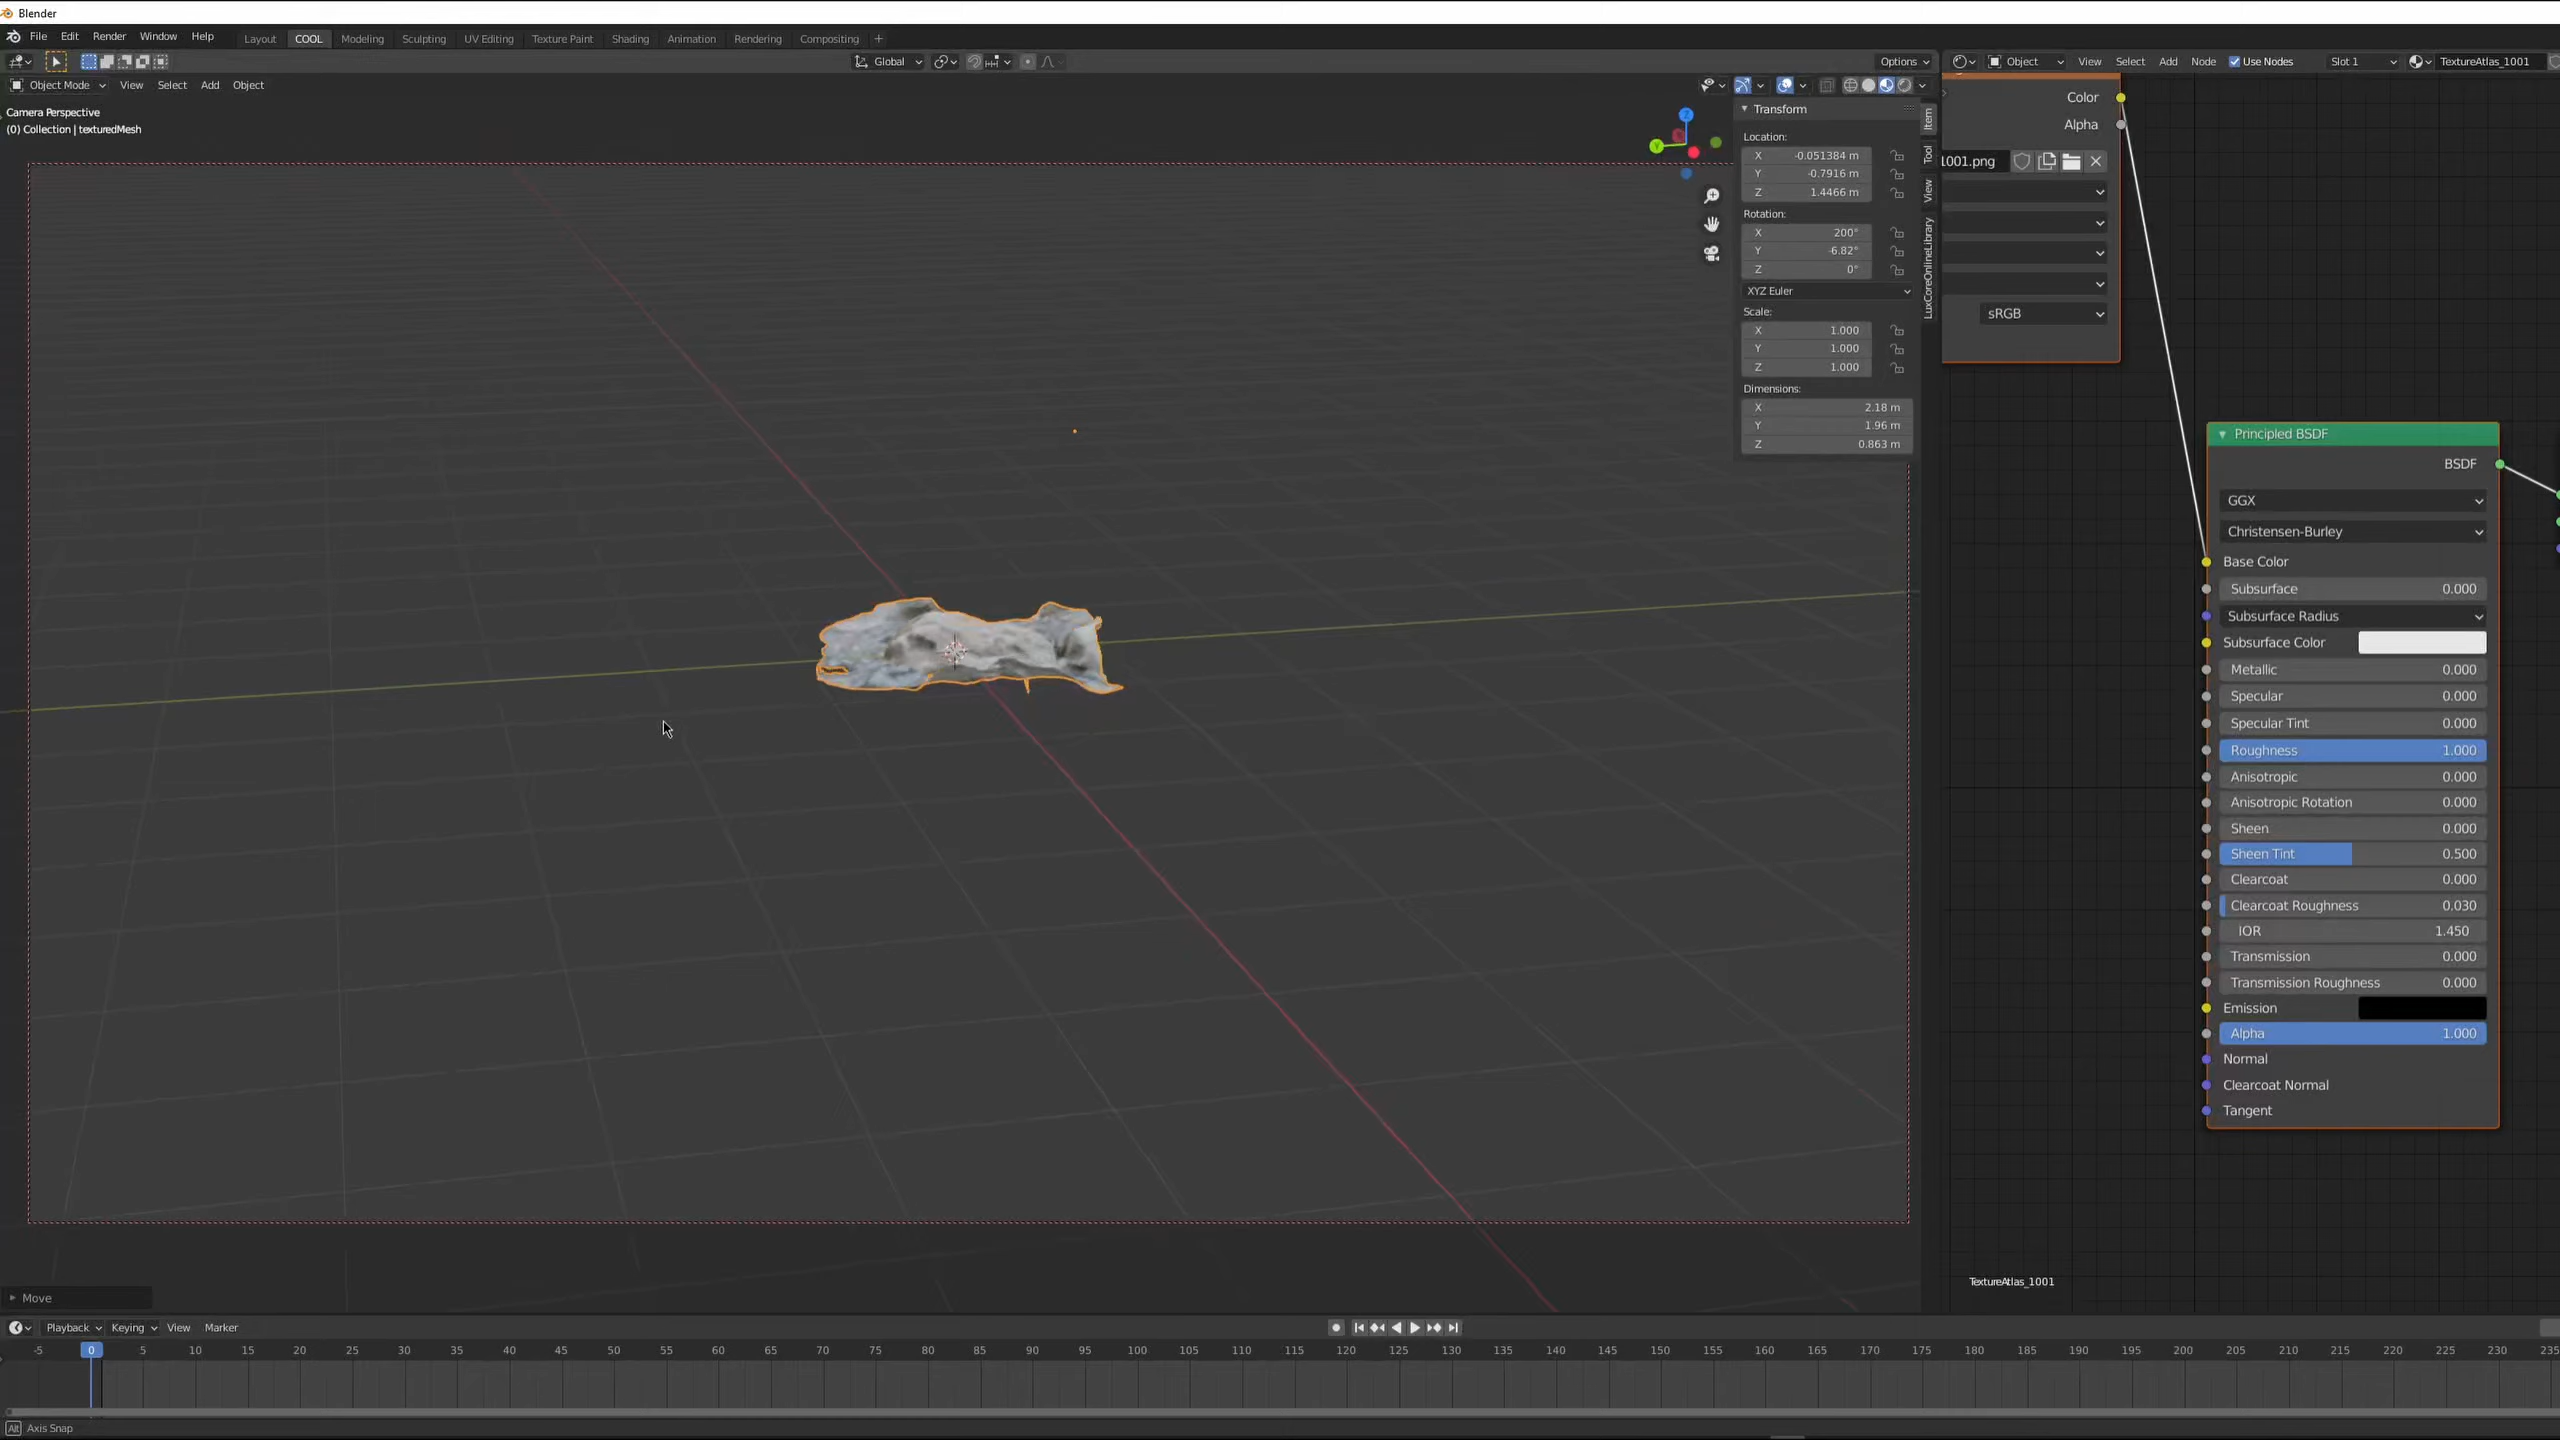 Blender
File Edit Render Window Help Layout COOL Modeling Sculpting UV Editing Texture Paint Shading Animation Rendering Compositing +
Global Options
Object Mode View Select Add Object
Camera Perspective
(0) Collection | texturedMesh
Transform
Location:
X -0.051384 m
Y -0.7916 m
Z 1.4466 m
Rotation:
X 200°
Y -6.82°
Z 0°
XYZ Euler
Scale:
X 1.000
Y 1.000
Z 1.000
Dimensions:
X 2.18 m
Y 1.96 m
Z 0.863 m
Item
Tool
View
LuxCoreOnlineLibrary
Z
Y
Object View Select Add Node Use Nodes Slot 1 TextureAtlas_1001
Color
Alpha
1001.png
sRGB
Principled BSDF
BSDF
GGX
Christensen-Burley
Base Color
Subsurface 0.000
Subsurface Radius
Subsurface Color
Metallic 0.000
Specular 0.000
Specular Tint 0.000
Roughness 1.000
Anisotropic 0.000
Anisotropic Rotation 0.000
Sheen 0.000
Sheen Tint 0.500
Clearcoat 0.000
Clearcoat Roughness 0.030
IOR 1.450
Transmission 0.000
Transmission Roughness 0.000
Emission
Alpha 1.000
Normal
Clearcoat Normal
Tangent
TextureAtlas_1001
Move
Playback Keying View Marker
-5 0 5 10 15 20 25 30 35 40 45 50 55 60 65 70 75 80 85 90 95 100 105 110 115 120 125 130 135 140 145 150 155 160 165 170 175 180 185 190 195 200 205 210 215 220 225 230 235
Alt Axis Snap